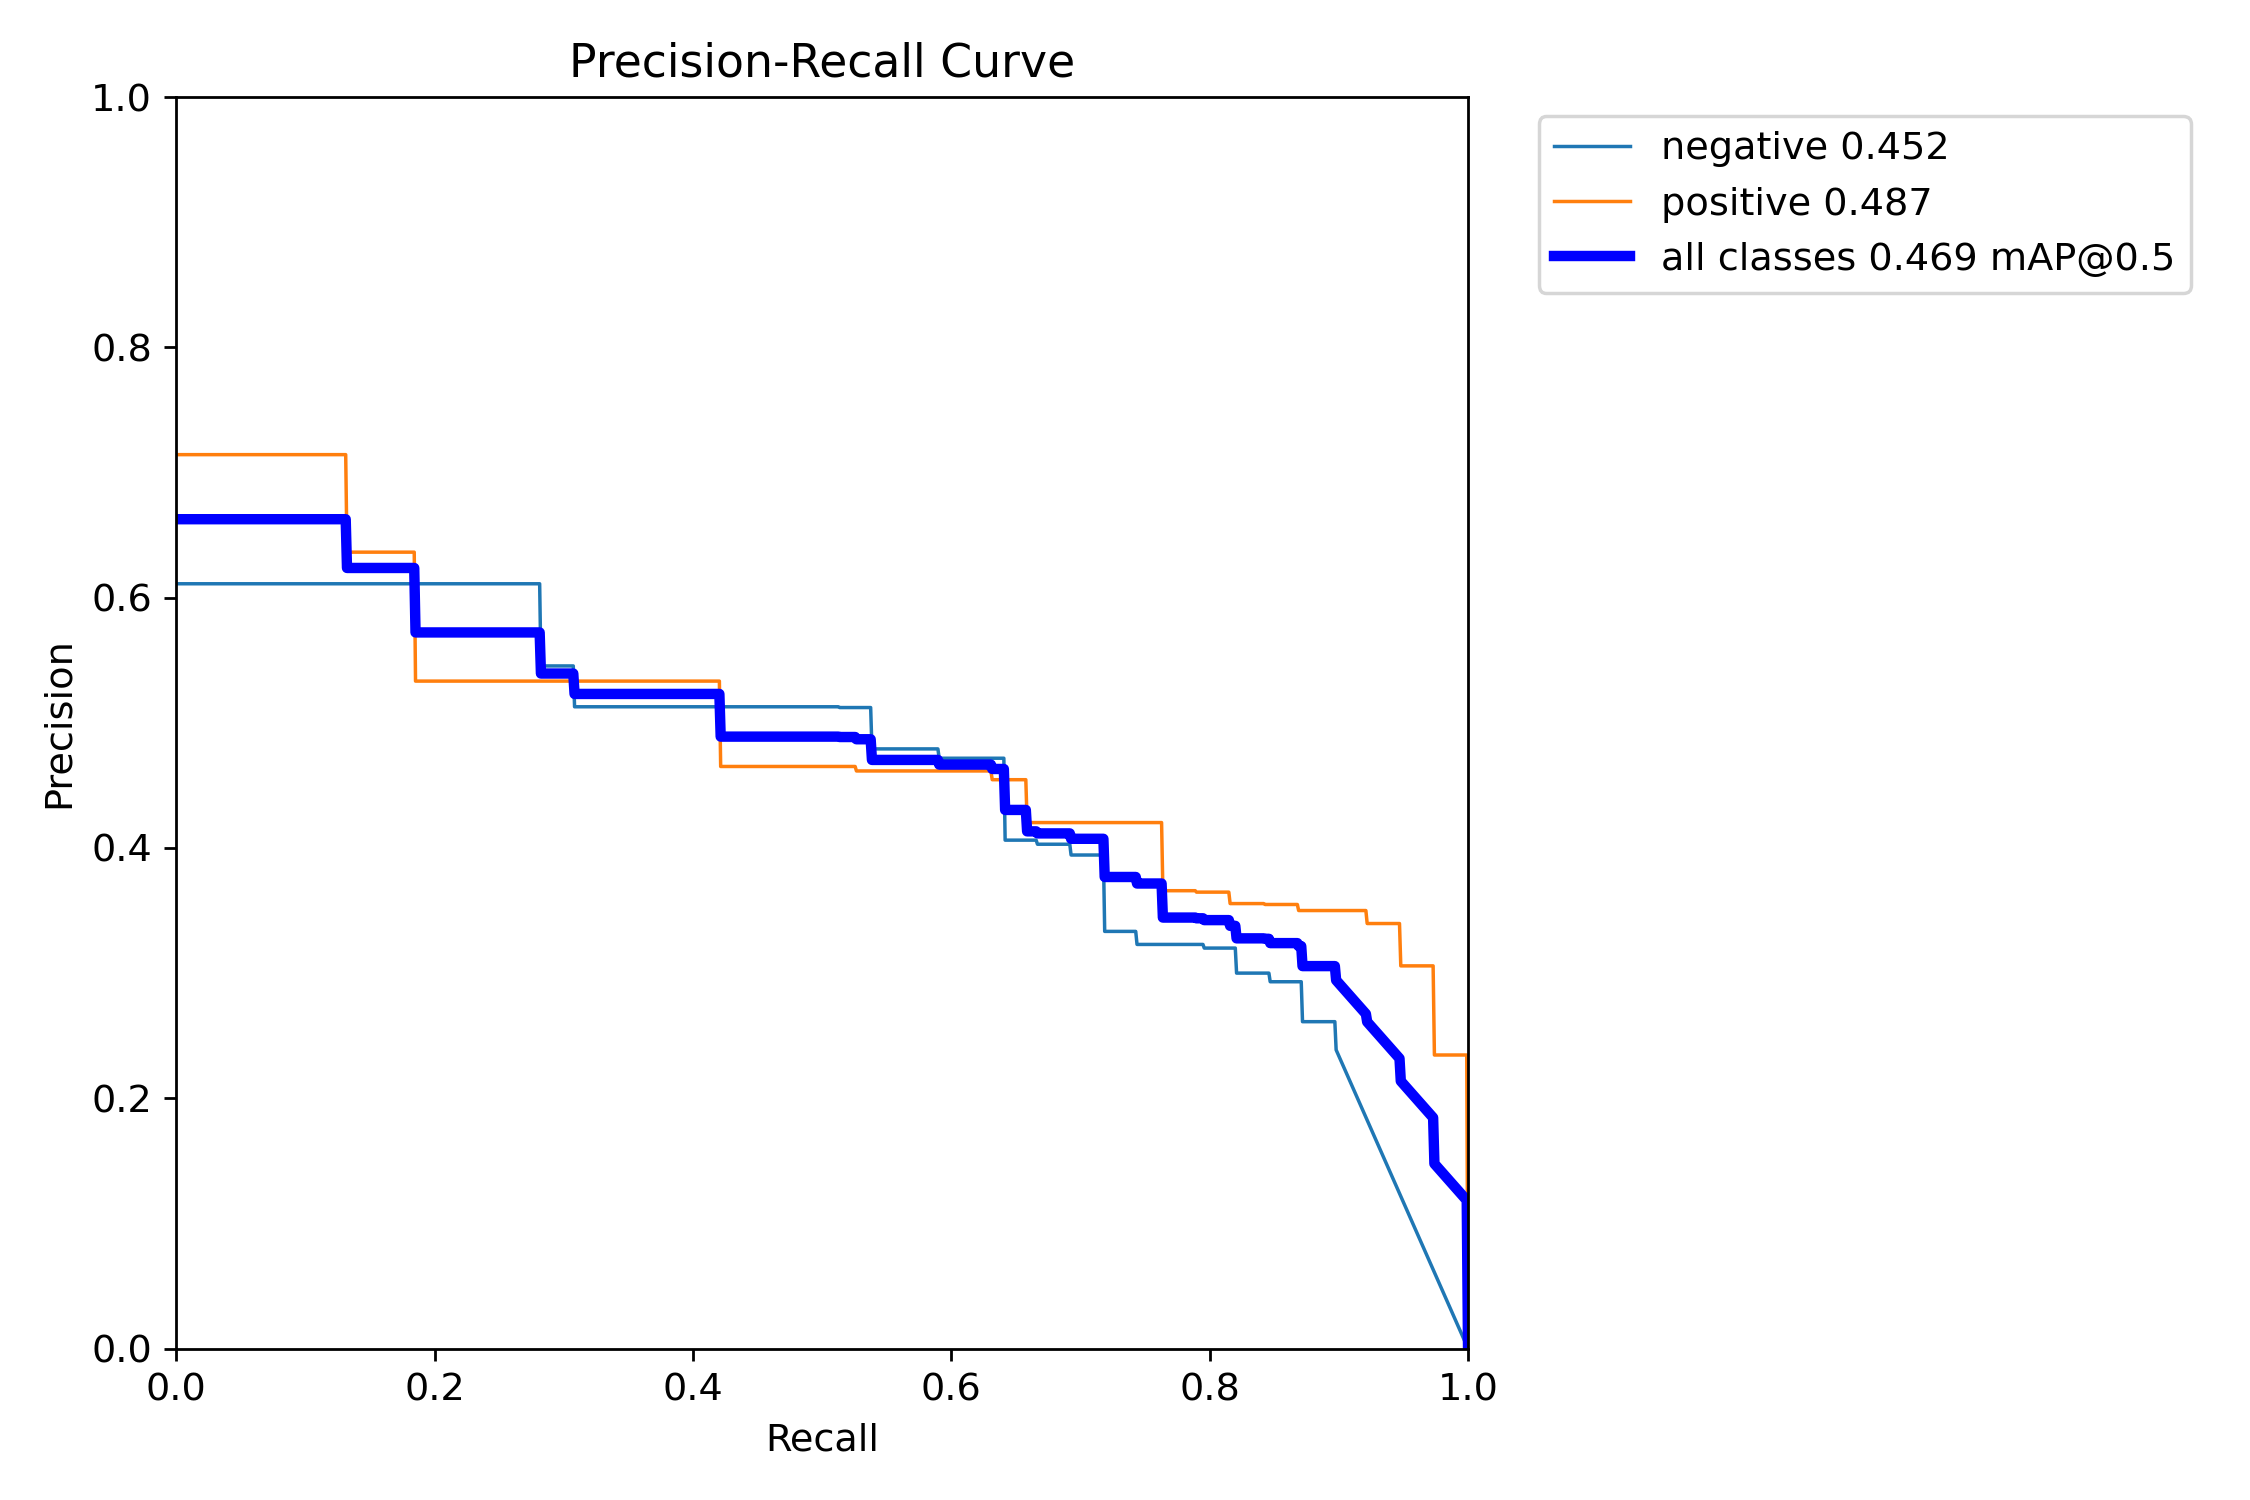 Precision-Recall Curve
1.0
0.8
0.6
0.4
0.2
0.0
Precision
0.0 0.2 0.4 0.6 0.8 1.0
Recall
negative 0.452
positive 0.487
all classes 0.469 mAP@0.5